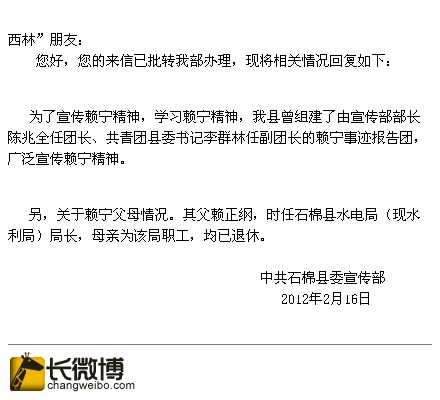 西林”朋友：
您好，您的来信已批转我部办理，现将相关情况回复如下：
为了宣传赖宁精神，学习赖宁精神，我县曾组建了由宣传部部长
陈兆全任团长、共青团县委书记李群林任副团长的赖宁事迹报告团，
广泛宣传赖宁精神。
另，关于赖宁父母情况。其父赖正纲，时任石棉县水电局（现水
利局）局长，母亲为该局职工，均已退休。
中共石棉县委宣传部
2012年2月16日
长微博
changweibo.com